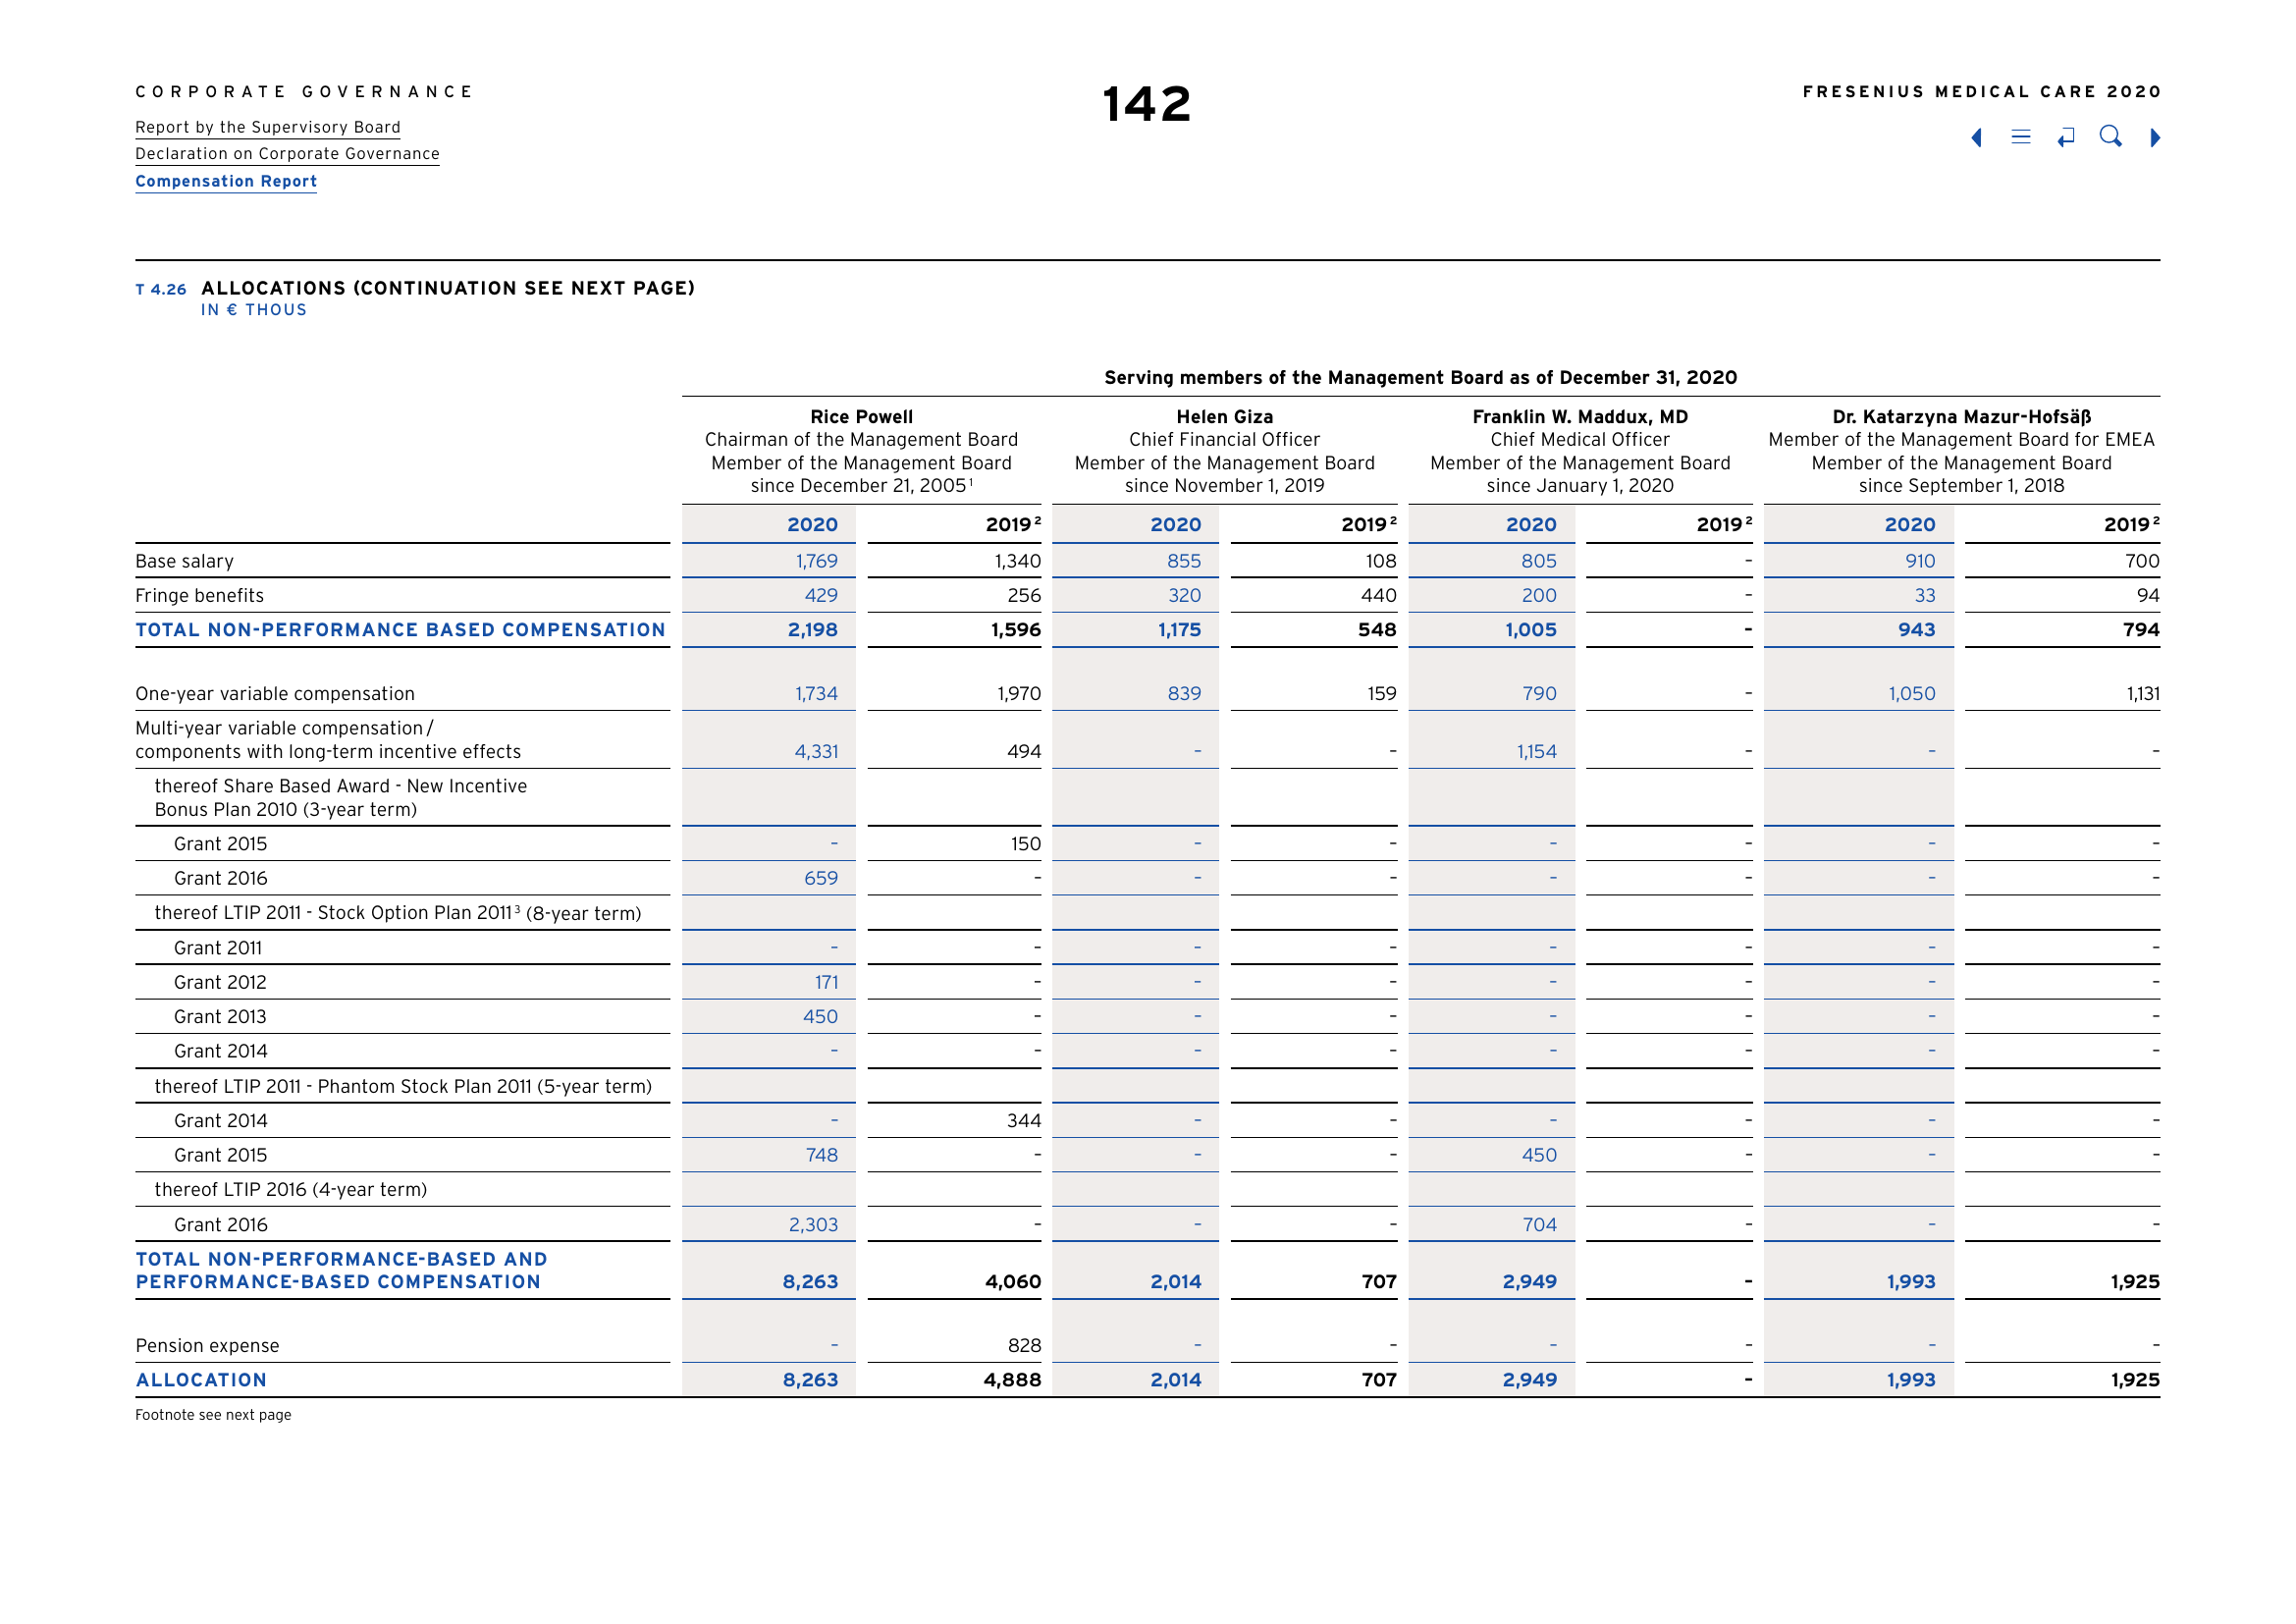 CORPORATE GOVERNANCE
Report by the Supervisory Board
Declaration on Corporate Governance
Compensation Report
142
FRESENIUS MEDICAL CARE 2020
T 4.26 ALLOCATIONS (CONTINUATION SEE NEXT PAGE)
IN € THOUS
Serving members of the Management Board as of December 31, 2020
Rice Powell
Chairman of the Management Board
Member of the Management Board
since December 21, 2005 1
Helen Giza
Chief Financial Officer
Member of the Management Board
since November 1, 2019
Franklin W. Maddux, MD
Chief Medical Officer
Member of the Management Board
since January 1, 2020
Dr. Katarzyna Mazur-Hofsäß
Member of the Management Board for EMEA
Member of the Management Board
since September 1, 2018
2020 2019 2 2020 2019 2 2020 2019 2 2020 2019 2
Base salary 1,769 1,340 855 108 805 – 910 700
Fringe benefits 429 256 320 440 200 – 33 94
TOTAL NON-PERFORMANCE BASED COMPENSATION 2,198 1,596 1,175 548 1,005 – 943 794
One-year variable compensation 1,734 1,970 839 159 790 – 1,050 1,131
Multi-year variable compensation /
components with long-term incentive effects 4,331 494 – – 1,154 – – –
thereof Share Based Award - New Incentive
Bonus Plan 2010 (3-year term)
Grant 2015 – 150 – – – – – –
Grant 2016 659 – – – – – – –
thereof LTIP 2011 - Stock Option Plan 2011 3 (8-year term)
Grant 2011 – – – – – – – –
Grant 2012 171 – – – – – – –
Grant 2013 450 – – – – – – –
Grant 2014 – – – – – – – –
thereof LTIP 2011 - Phantom Stock Plan 2011 (5-year term)
Grant 2014 – 344 – – – – – –
Grant 2015 748 – – – 450 – – –
thereof LTIP 2016 (4-year term)
Grant 2016 2,303 – – – 704 – – –
TOTAL NON-PERFORMANCE-BASED AND
PERFORMANCE-BASED COMPENSATION 8,263 4,060 2,014 707 2,949 – 1,993 1,925
Pension expense – 828 – – – – – –
ALLOCATION 8,263 4,888 2,014 707 2,949 – 1,993 1,925
Footnote see next page